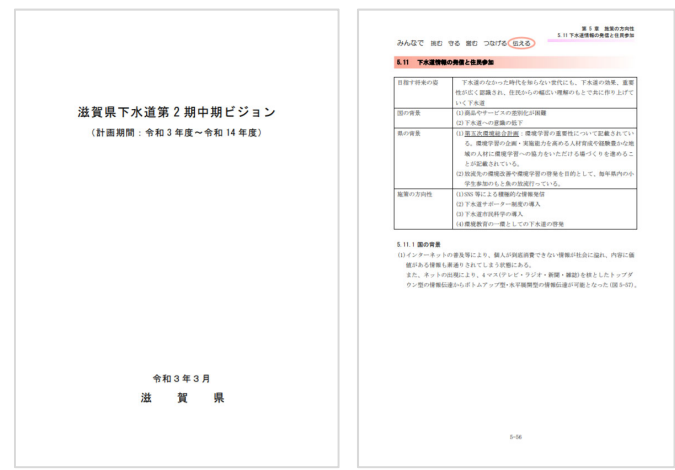 滋賀県下水道第2期中期ビジョン
（計画期間：令和3年度～令和14年度）
令和3年3月
滋　賀　県
第5章　施策の方向性
5.11 下水道情報の発信と住民参加
みんなで 挑む 守る 営む つなげる 伝える
5.11　下水道情報の発信と住民参加
目指す将来の姿
下水道のなかった時代を知らない世代にも、下水道の効果、重要
性が広く認識され、住民からの幅広い理解のもとで共に作り上げて
いく下水道
国の背景
(1)商品やサービスの差別化が困難
(2)下水道への意識の低下
県の背景
(1)第五次環境総合計画：環境学習の重要性について記載されてい
る。環境学習の企画・実施能力を高める人材育成や経験豊かな地
域の人材に環境学習への協力をいただける場づくりを進めるこ
とが記載されている。
(2)放流先の環境改善や環境学習の啓発を目的として、毎年県内の小
学生参加のもと魚の放流行っている。
施策の方向性
(1)SNS等による積極的な情報発信
(2)下水道サポーター制度の導入
(3)下水道市民科学の導入
(4)環境教育の一環としての下水道の啓発
5.11.1 国の背景
(1)インターネットの普及等により、個人が到底消費できない情報が社会に溢れ、内容に価
値がある情報も素通りされてしまう状態にある。
また、ネットの出現により、4マス(テレビ・ラジオ・新聞・雑誌)を核としたトップダ
ウン型の情報伝達からボトムアップ型・水平展開型の情報伝達が可能となった(図5-57)。
5-56